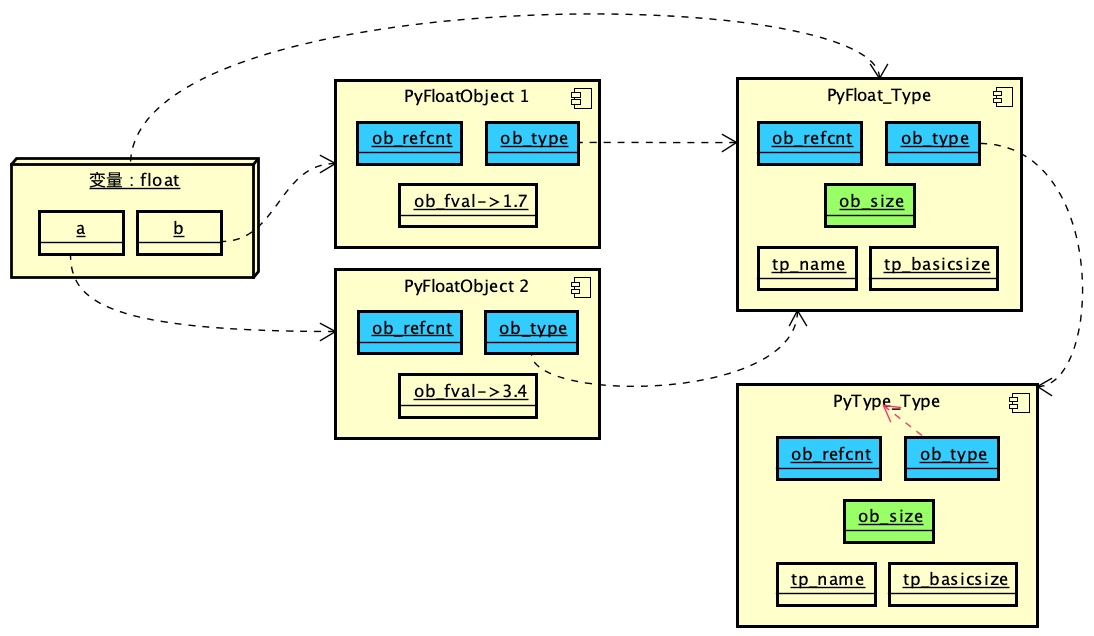 变量 : float
a
b
PyFloatObject 1
ob_refcnt
ob_type
ob_fval->1.7
PyFloatObject 2
ob_refcnt
ob_type
ob_fval->3.4
PyFloat_Type
ob_refcnt
ob_type
ob_size
tp_name
tp_basicsize
PyType_Type
ob_refcnt
ob_type
ob_size
tp_name
tp_basicsize